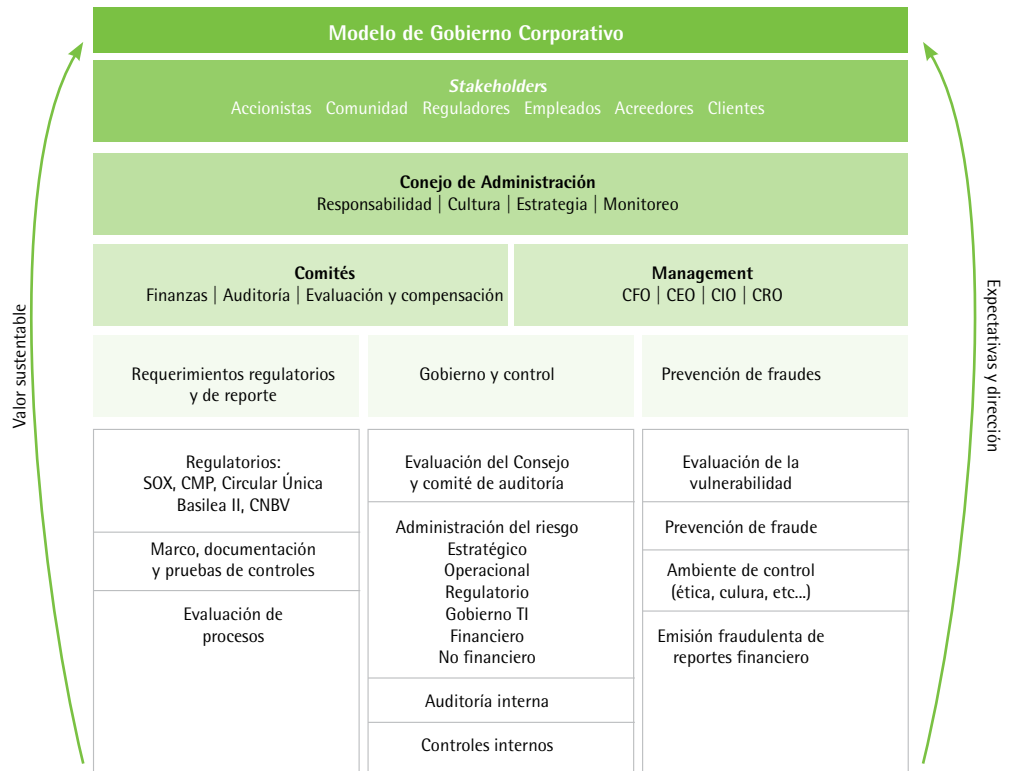 Modelo de Gobierno Corporativo
Stakeholders
Accionistas Comunidad Reguladores Empleados Acreedores Clientes
Conejo de Administración
Responsabilidad | Cultura | Estrategia | Monitoreo
Comités
Finanzas | Auditoría | Evaluación y compensación
Management
CFO | CEO | CIO | CRO
Valor sustentable
Expectativas y dirección
Requerimientos regulatorios
y de reporte
Gobierno y control
Prevención de fraudes
Regulatorios:
SOX, CMP, Circular Única
Basilea II, CNBV
Marco, documentación
y pruebas de controles
Evaluación de
procesos
Evaluación del Consejo
y comité de auditoría
Administración del riesgo
Estratégico
Operacional
Regulatorio
Gobierno TI
Financiero
No financiero
Auditoría interna
Controles internos
Evaluación de la
vulnerabilidad
Prevención de fraude
Ambiente de control
(ética, culura, etc...)
Emisión fraudulenta de
reportes financiero